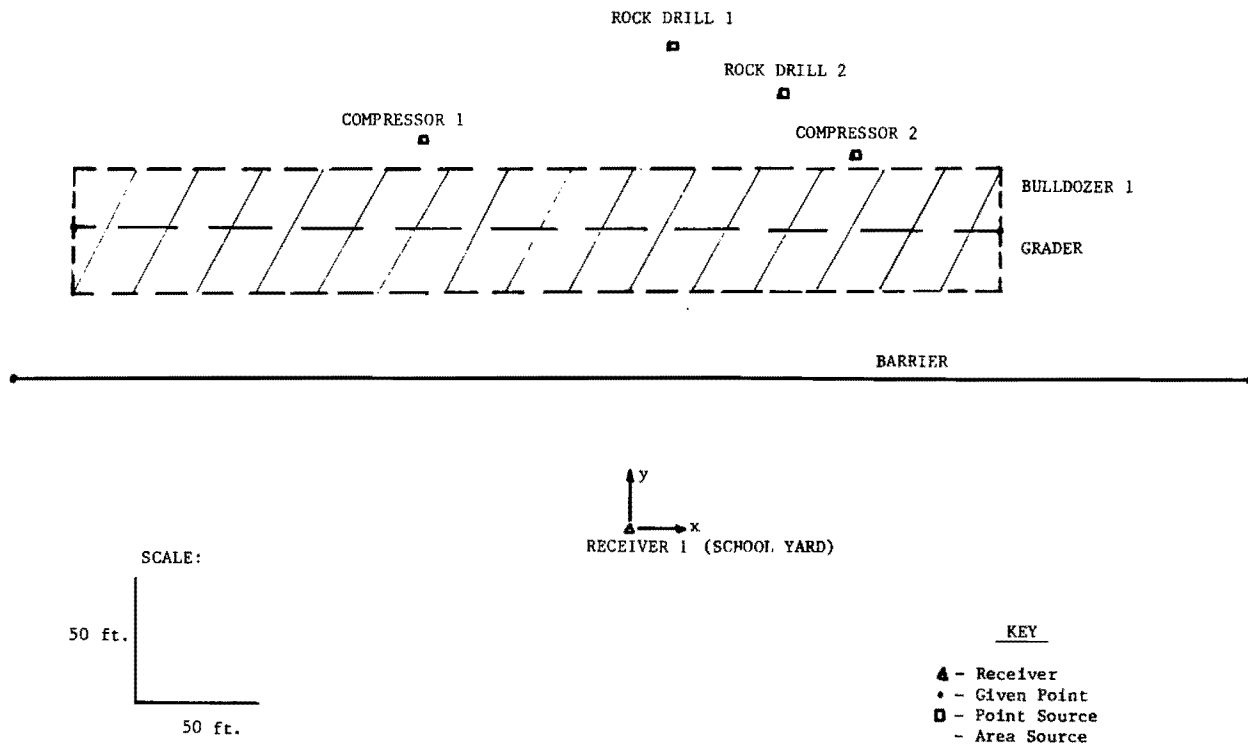 ROCK DRILL 1
ROCK DRILL 2
COMPRESSOR 1
COMPRESSOR 2
BULLDOZER 1
GRADER
BARRIER
y
x
RECEIVER 1 (SCHOOL YARD)
SCALE:
50 ft.
50 ft.
KEY
- Receiver
- Given Point
- Point Source
- Area Source